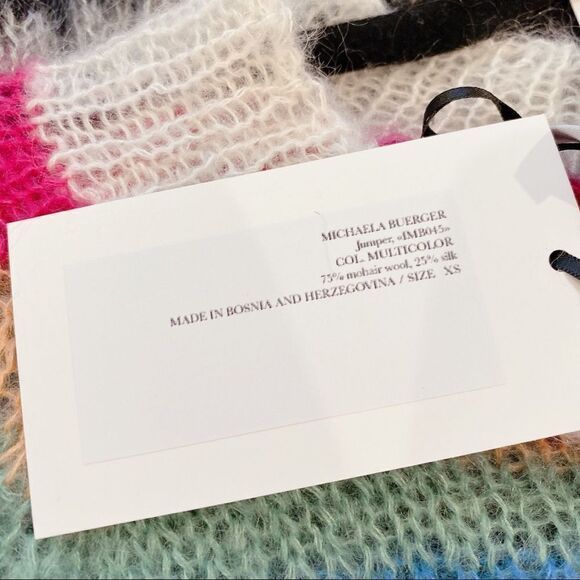 MICHAELA BUERGER
Jumper, «IMB045»
COL. MULTICOLOR
75% mohair wool, 25% silk
MADE IN BOSNIA AND HERZEGOVINA / SIZE XS